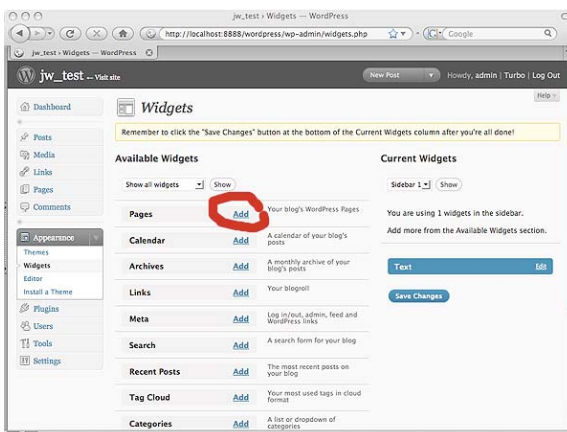 jw_test › Widgets — WordPress
http://localhost:8888/wordpress/wp-admin/widgets.php
Google
jw_test › Widgets — WordPress
jw_test — Visit site
New Post
Howdy, admin | Turbo | Log Out
Help
Dashboard
Posts
Media
Links
Pages
Comments
Appearance
Themes
Widgets
Editor
Install a Theme
Plugins
Users
Tools
Settings
Widgets
Remember to click the "Save Changes" button at the bottom of the Current Widgets column after you're all done!
Available Widgets
Show all widgets
Show
Pages Add Your blog's WordPress Pages
Calendar Add A calendar of your blog's
posts
Archives Add A monthly archive of your
blog's posts
Links Add Your blogroll
Meta Add Log in/out, admin, feed and
WordPress links
Search Add A search form for your blog
Recent Posts Add The most recent posts on
your blog
Tag Cloud Add Your most used tags in cloud
format
Categories Add A list or dropdown of
categories
Current Widgets
Sidebar 1
Show
You are using 1 widgets in the sidebar.
Add more from the Available Widgets section.
Text Edit
Save Changes